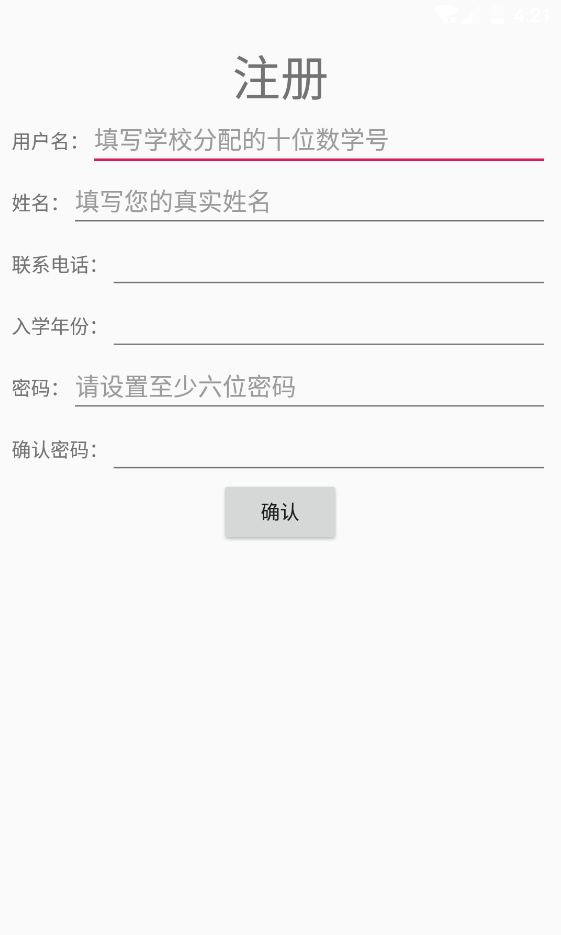 4:21
注册
用户名： 填写学校分配的十位数学号
姓名： 填写您的真实姓名
联系电话：
入学年份：
密码： 请设置至少六位密码
确认密码：
确认